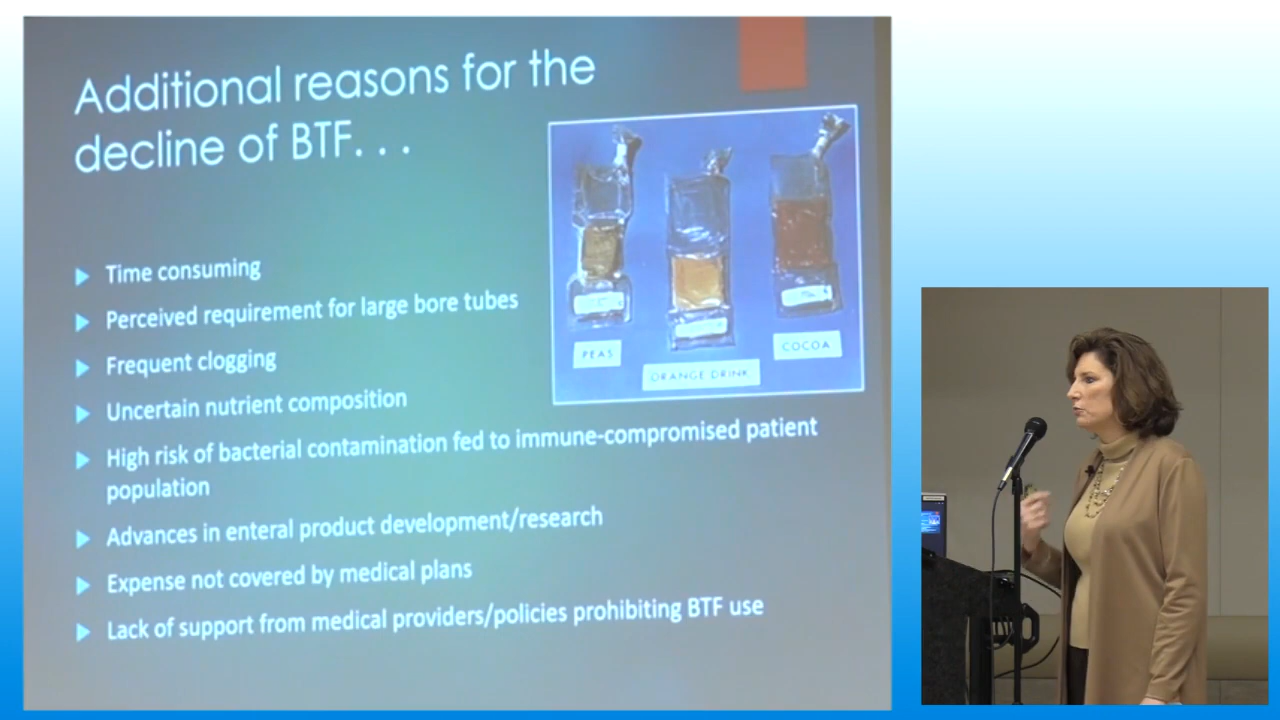 Additional reasons for the
decline of BTF. . .
Time consuming
Perceived requirement for large bore tubes
Frequent clogging
Uncertain nutrient composition
High risk of bacterial contamination fed to immune-compromised patient
population
Advances in enteral product development/research
Expense not covered by medical plans
Lack of support from medical providers/policies prohibiting BTF use
PEAS
ORANGE DRINK
COCOA